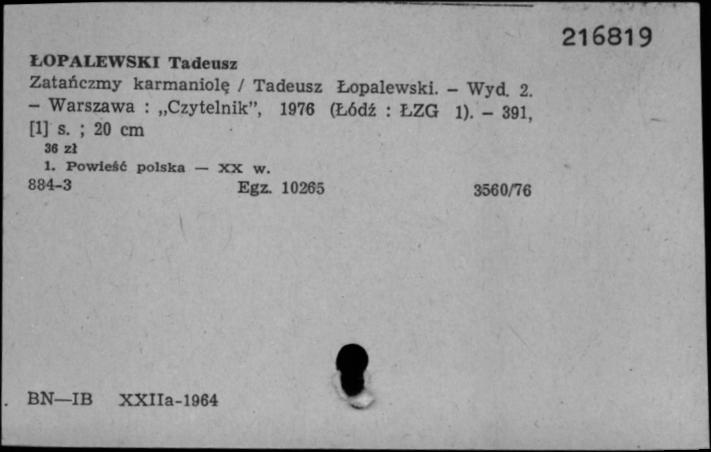 216819
ŁOPALEWSKI Tadeusz
Zatańczmy karmaniolę / Tadeusz Łopalewski. – Wyd. 2.
– Warszawa : „Czytelnik”, 1976 (Łódź : ŁZG 1). – 391,
[1] s. ; 20 cm
36 zł
1. Powieść polska — XX w.
884-3 Egz. 10265 3560/76
BN—IB XXIIa-1964